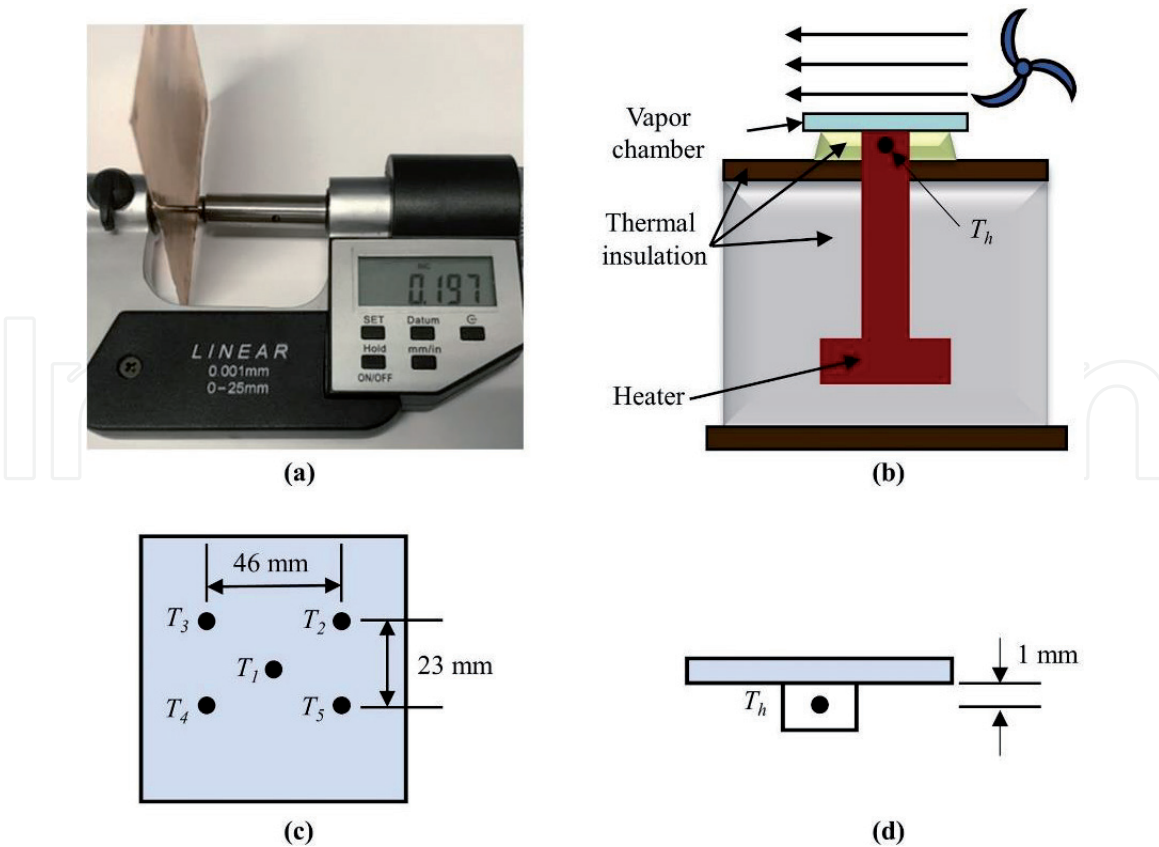 INC
0.197
SET
Datum
Hold
mm/in
ON/OFF
LINEAR
0.001mm
0-25mm
(a)
Vapor
chamber
Thermal
insulation
T_h
Heater
(b)
46 mm
T_3
T_2
T_1
23 mm
T_4
T_5
(c)
1 mm
T_h
(d)